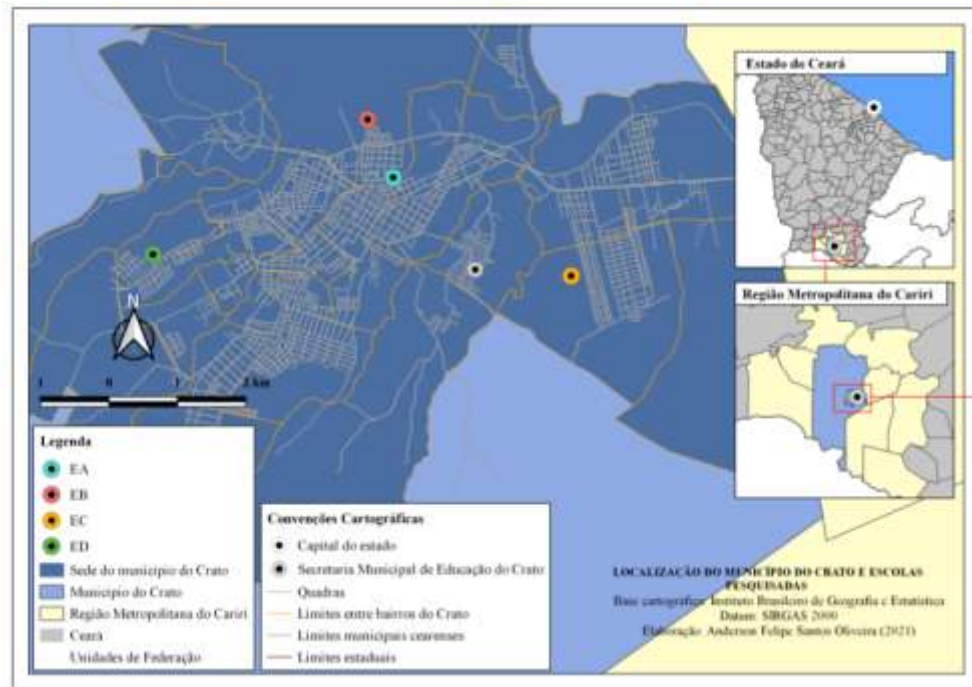 Estado do Ceará
Região Metropolitana do Cariri
N
1 0 1 2 km
Legenda
EA
EB
EC
ED
Sede do município do Crato
Município do Crato
Região Metropolitana do Cariri
Ceará
Unidades de Federação
Convenções Cartográficas
Capital do estado
Secretaria Municipal de Educação do Crato
Quadras
Limites entre bairros do Crato
Limites municipais cearenses
Limites estaduais
LOCALIZAÇÃO DO MUNICÍPIO DO CRATO E ESCOLAS
PESQUISADAS
Base cartográfica: Instituto Brasileiro de Geografia e Estatística
Datum: SIRGAS 2000
Elaboração: Anderson Felipe Santos Oliveira (2021)